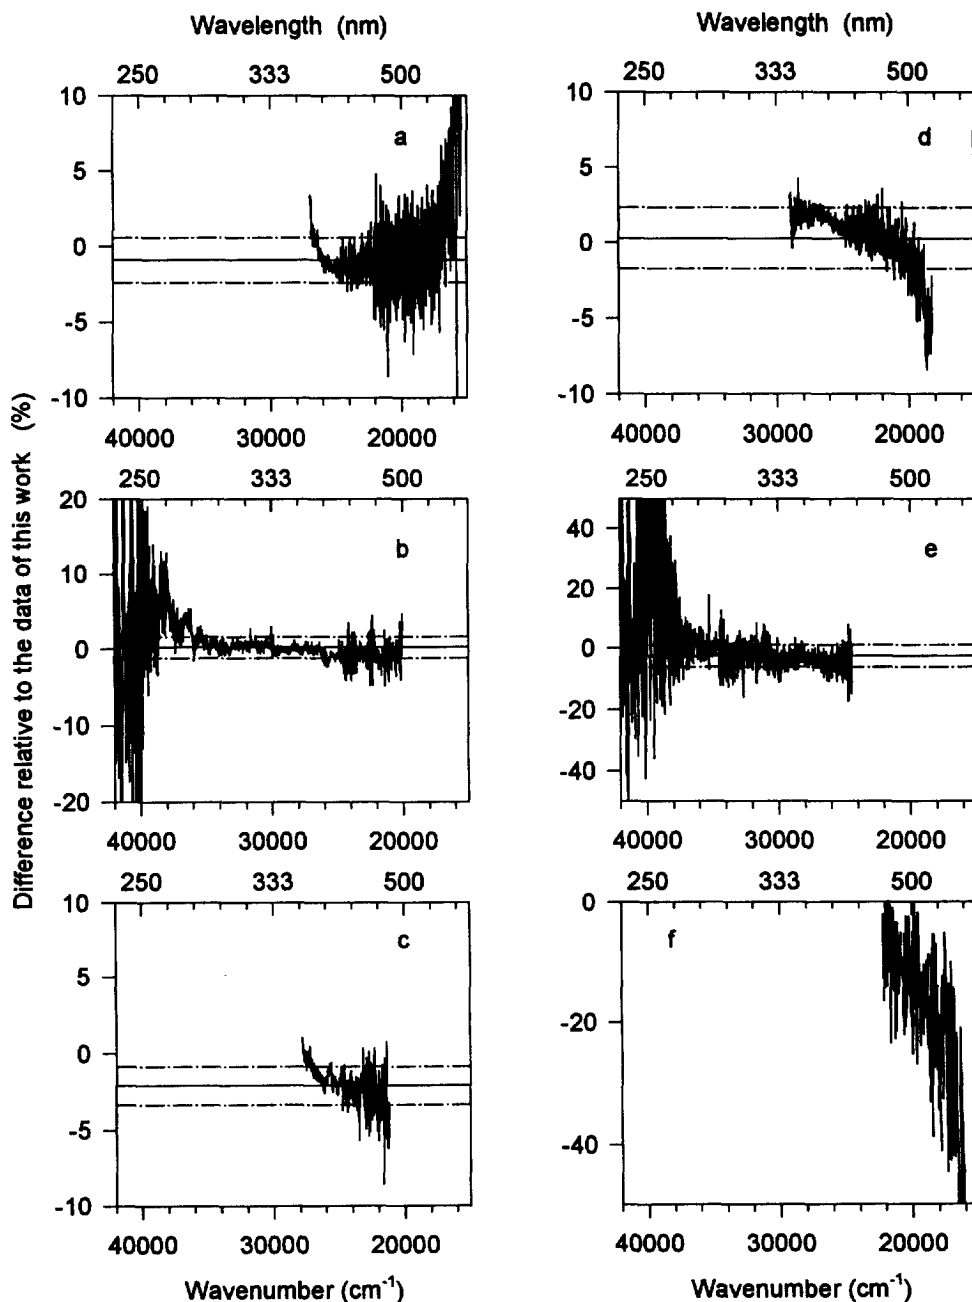 Wavelength (nm)
250 333 500
10
5
0
-5
-10
a
40000 30000 20000
Wavelength (nm)
250 333 500
10
5
0
-5
-10
d
40000 30000 20000
Difference relative to the data of this work (%)
250 333 500
20
10
0
-10
-20
b
40000 30000 20000
250 333 500
40
20
0
-20
-40
e
40000 30000 20000
250 333 500
10
5
0
-5
-10
c
40000 30000 20000
Wavenumber (cm⁻¹)
250 333 500
0
-20
-40
f
40000 30000 20000
Wavenumber (cm⁻¹)